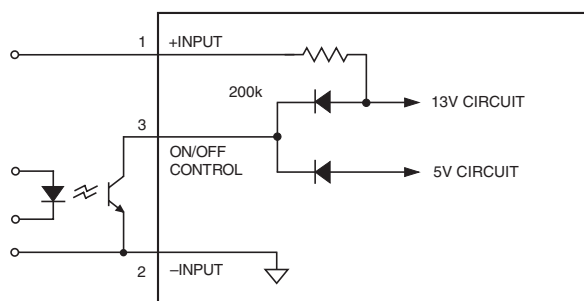 1 +INPUT
200k
13V CIRCUIT
3
ON/OFF
CONTROL
5V CIRCUIT
2 –INPUT